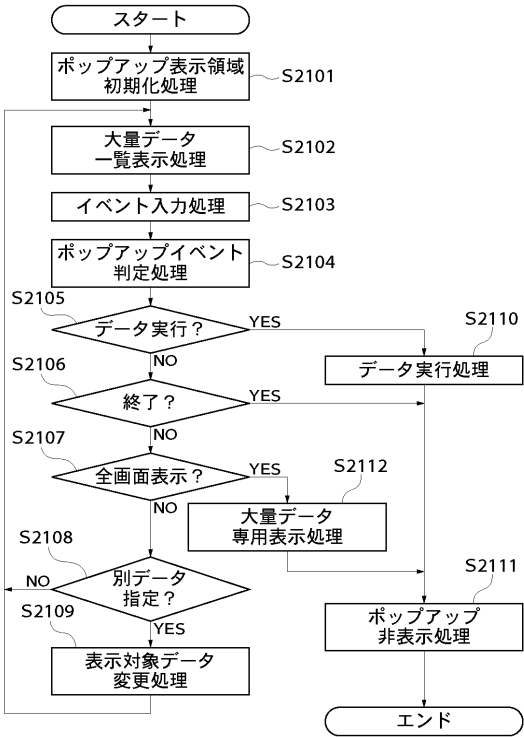 スタート
ポップアップ表示領域
初期化処理
S2101
大量データ
一覧表示処理
S2102
イベント入力処理
S2103
ポップアップイベント
判定処理
S2104
S2105
データ実行？
YES
NO
S2110
データ実行処理
S2106
終了？
YES
NO
S2107
全画面表示？
YES
NO
S2112
大量データ
専用表示処理
S2108
別データ
指定？
NO
YES
S2111
ポップアップ
非表示処理
S2109
表示対象データ
変更処理
エンド